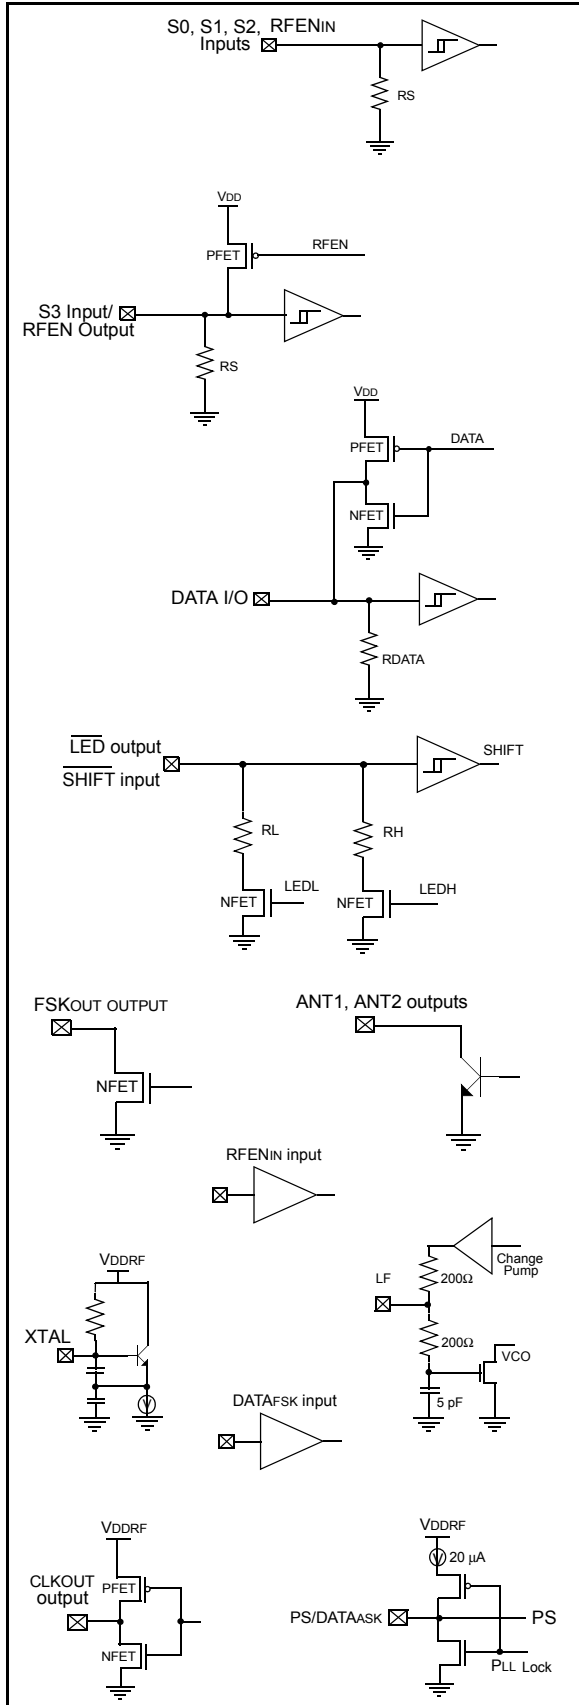 S0, S1, S2, RFENIN
Inputs
RS
VDD
PFET
RFEN
S3 Input/
RFEN Output
RS
VDD
PFET
DATA
NFET
DATA I/O
RDATA
LED output
SHIFT input
SHIFT
RL
RH
NFET
LEDL
NFET
LEDH
FSKOUT OUTPUT
NFET
ANT1, ANT2 outputs
RFENIN input
Change
Pump
200Ω
LF
200Ω
VCO
5 pF
VDDRF
XTAL
DATAFSK input
VDDRF
CLKOUT
output
PFET
NFET
VDDRF
20 µA
PS/DATAASK
PS
PLL Lock